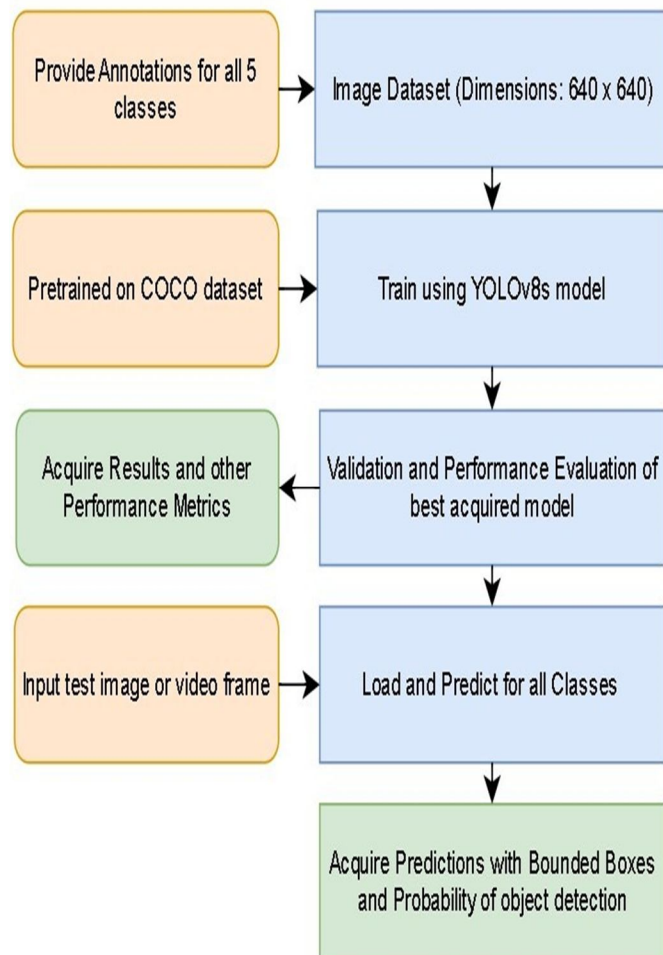 Provide Annotations for all 5
classes
Image Dataset (Dimensions: 640 x 640)
Pretrained on COCO dataset
Train using YOLOv8s model
Acquire Results and other
Performance Metrics
Validation and Performance Evaluation of
best acquired model
Input test image or video frame
Load and Predict for all Classes
Acquire Predictions with Bounded Boxes
and Probability of object detection